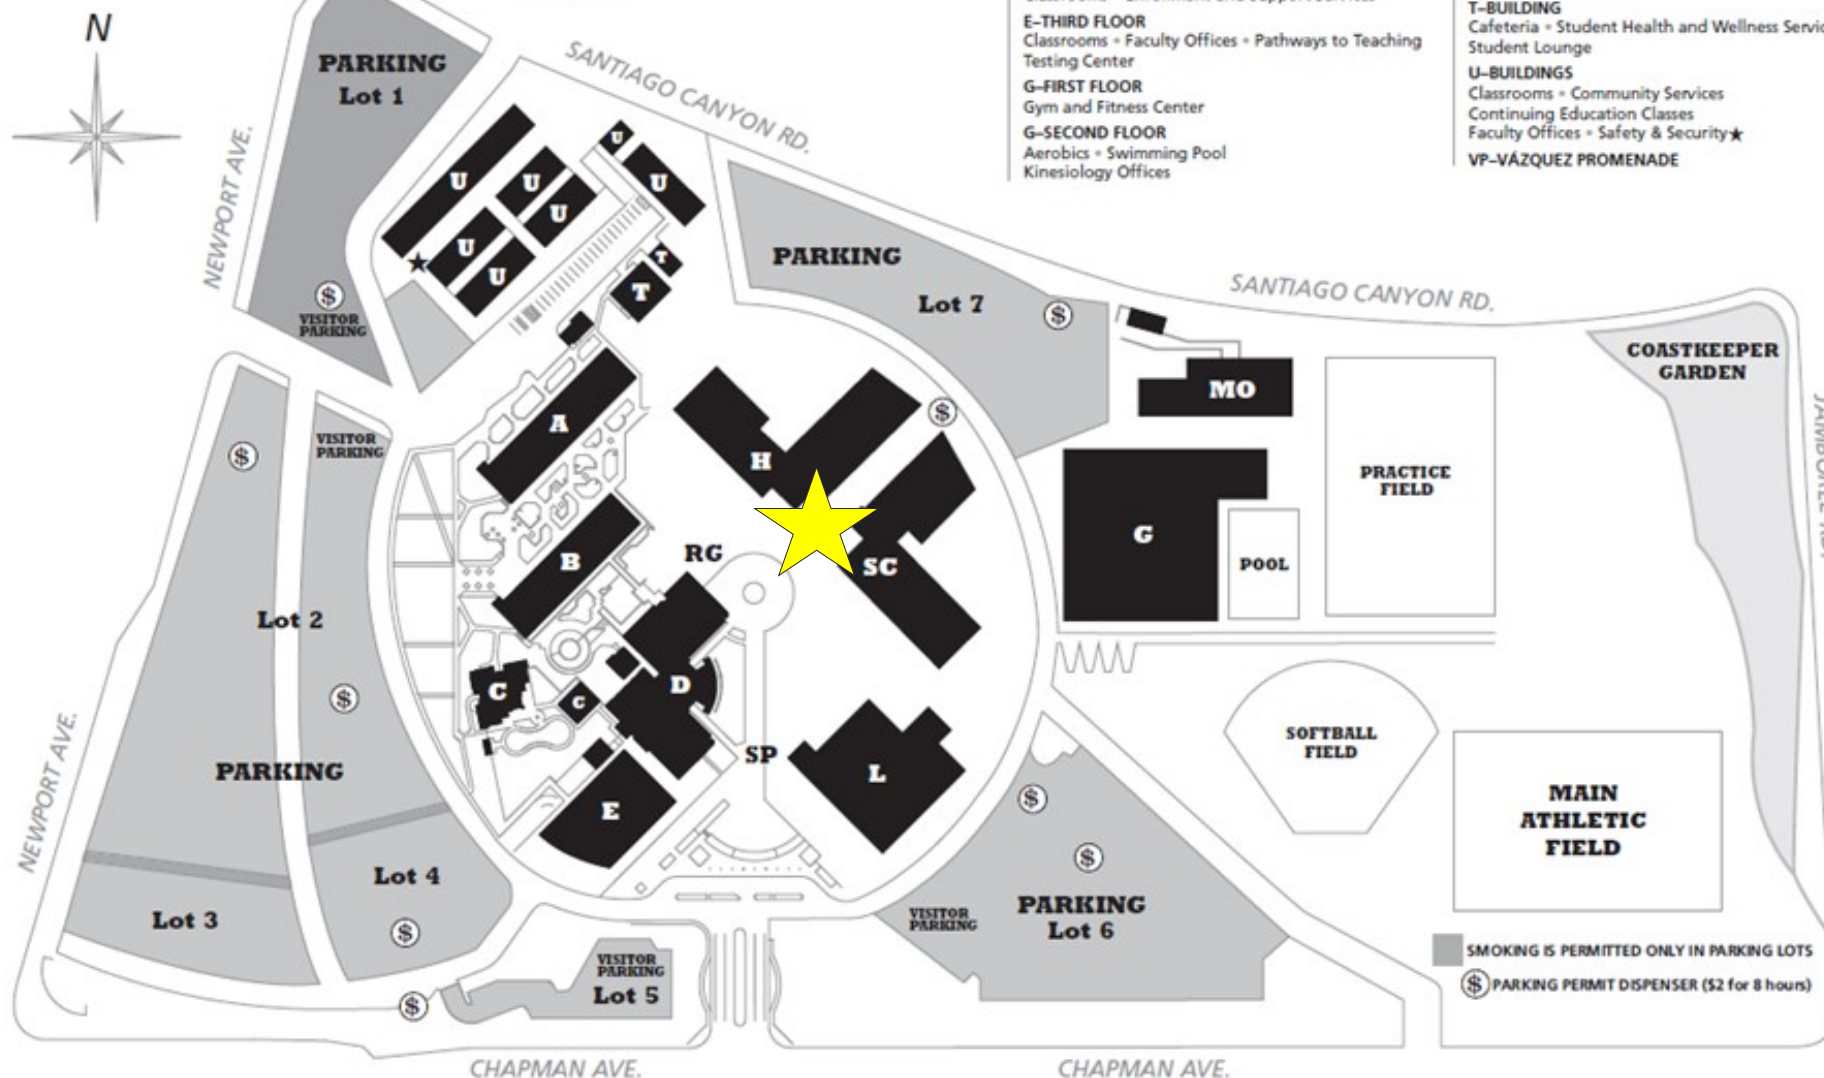 N
E–THIRD FLOOR
Classrooms • Faculty Offices • Pathways to Teaching
Testing Center
G–FIRST FLOOR
Gym and Fitness Center
G–SECOND FLOOR
Aerobics • Swimming Pool
Kinesiology Offices
T–BUILDING
Cafeteria • Student Health and Wellness
Student Lounge
U–BUILDINGS
Classrooms • Community Services
Continuing Education Classes
Faculty Offices • Safety & Security★
VP–VÁZQUEZ PROMENADE
PARKING
Lot 1
SANTIAGO CANYON RD.
NEWPORT AVE.
$
VISITOR
PARKING
U
U
U
U
U
U
U
T
T
PARKING
Lot 7
$
SANTIAGO CANYON RD.
COASTKEEPER
GARDEN
MO
A
H
$
VISITOR
PARKING
$
PRACTICE
FIELD
G
POOL
B
RG
SC
Lot 2
C
C
D
$
SOFTBALL
FIELD
SP
L
E
PARKING
NEWPORT AVE.
MAIN
ATHLETIC
FIELD
$
$
Lot 4
Lot 3
$
VISITOR
PARKING
PARKING
Lot 6
SMOKING IS PERMITTED ONLY IN PARKING LOTS
$ PARKING PERMIT DISPENSER ($2 for 8 hours)
VISITOR
PARKING
Lot 5
$
CHAPMAN AVE.
CHAPMAN AVE.